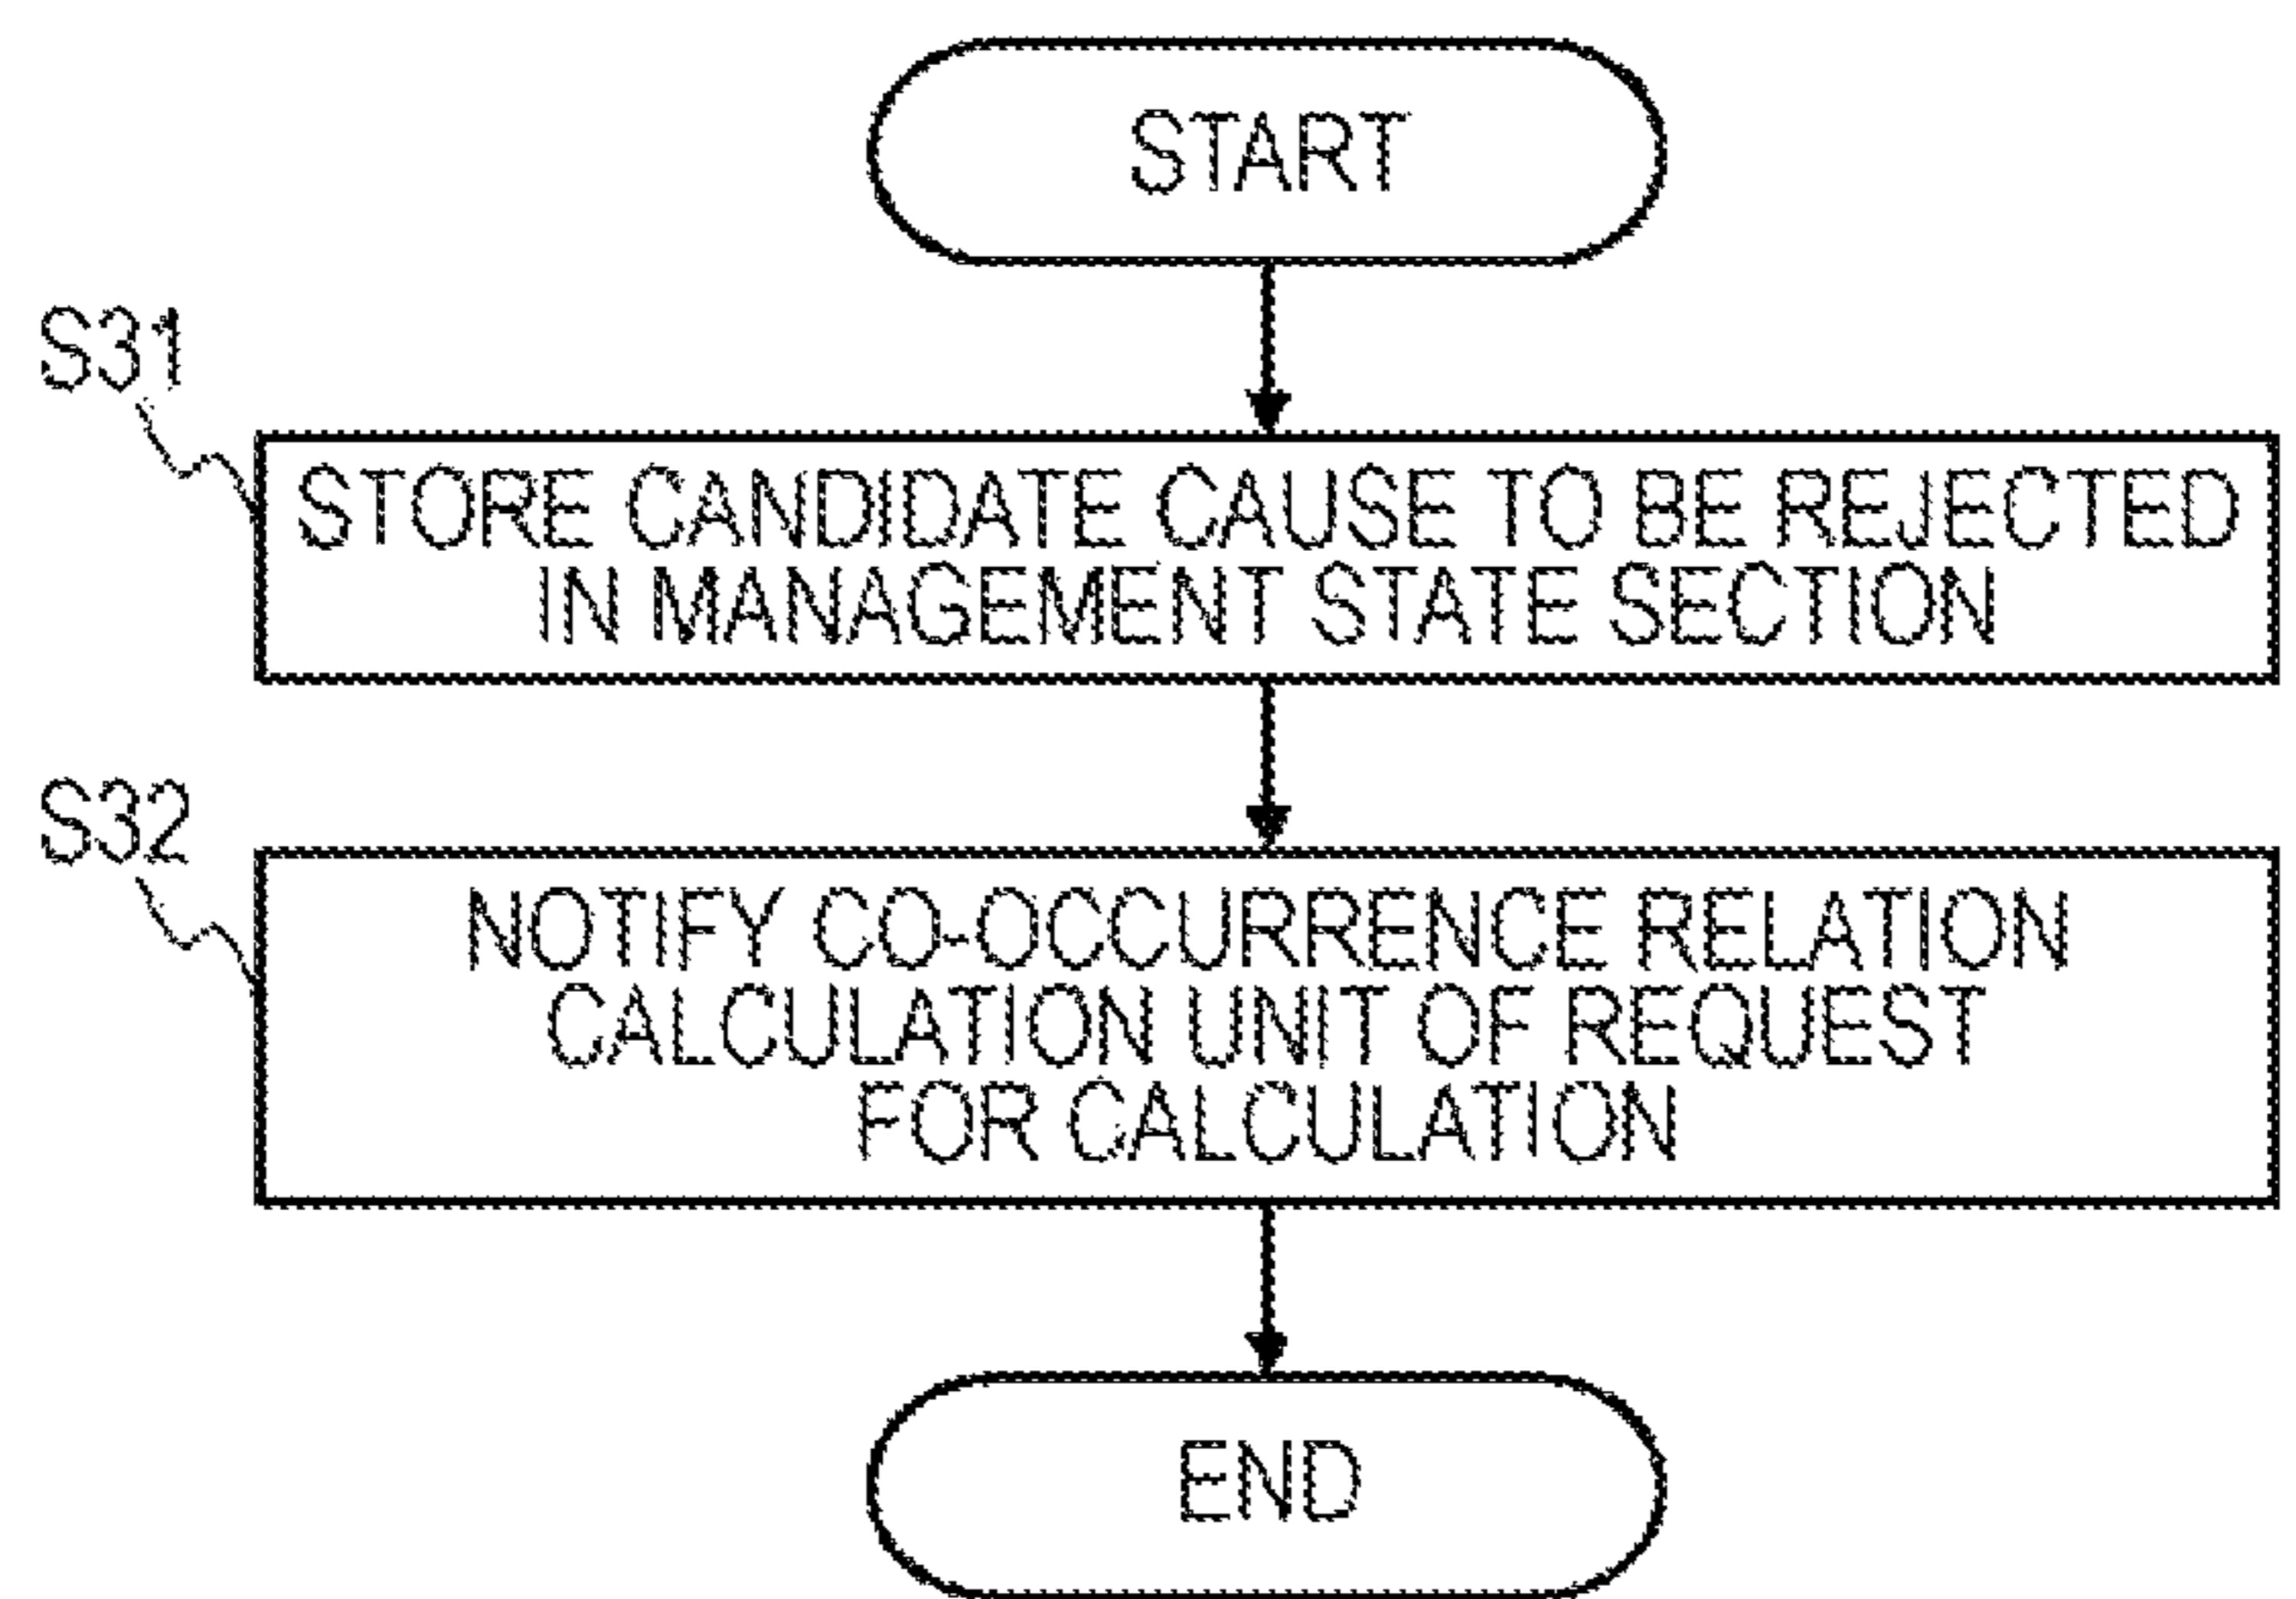 START
S31
STORE CANDIDATE CAUSE TO BE REJECTED
IN MANAGEMENT STATE SECTION
S32
NOTIFY CO-OCCURRENCE RELATION
CALCULATION UNIT OF REQUEST
FOR CALCULATION
END